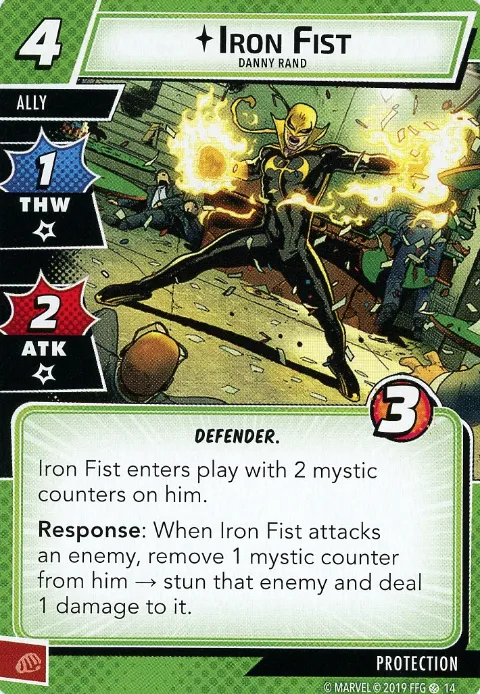 4
IRON FIST
DANNY RAND
ALLY
1
THW
2
ATK
3
DEFENDER.
Iron Fist enters play with 2 mystic
counters on him.
Response: When Iron Fist attacks
an enemy, remove 1 mystic counter
from him → stun that enemy and deal
1 damage to it.
PROTECTION
© MARVEL © 2019 FFG 14